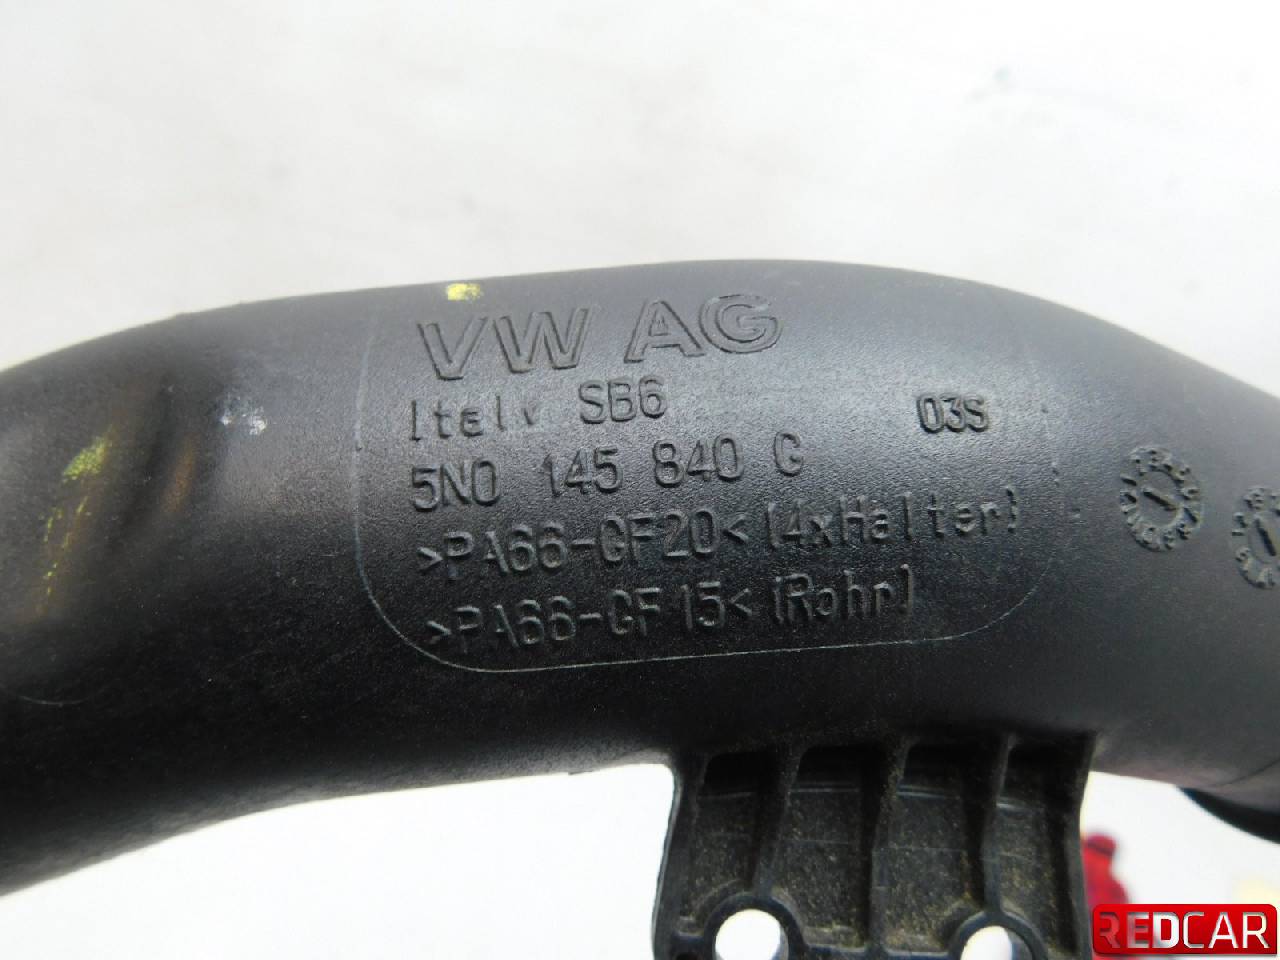 VW AG
Italy SB6 03S
5N0 145 840 G
>PA66-GF20< (4xHalter)
>PA66-GF15< (Rohr)
REDCAR